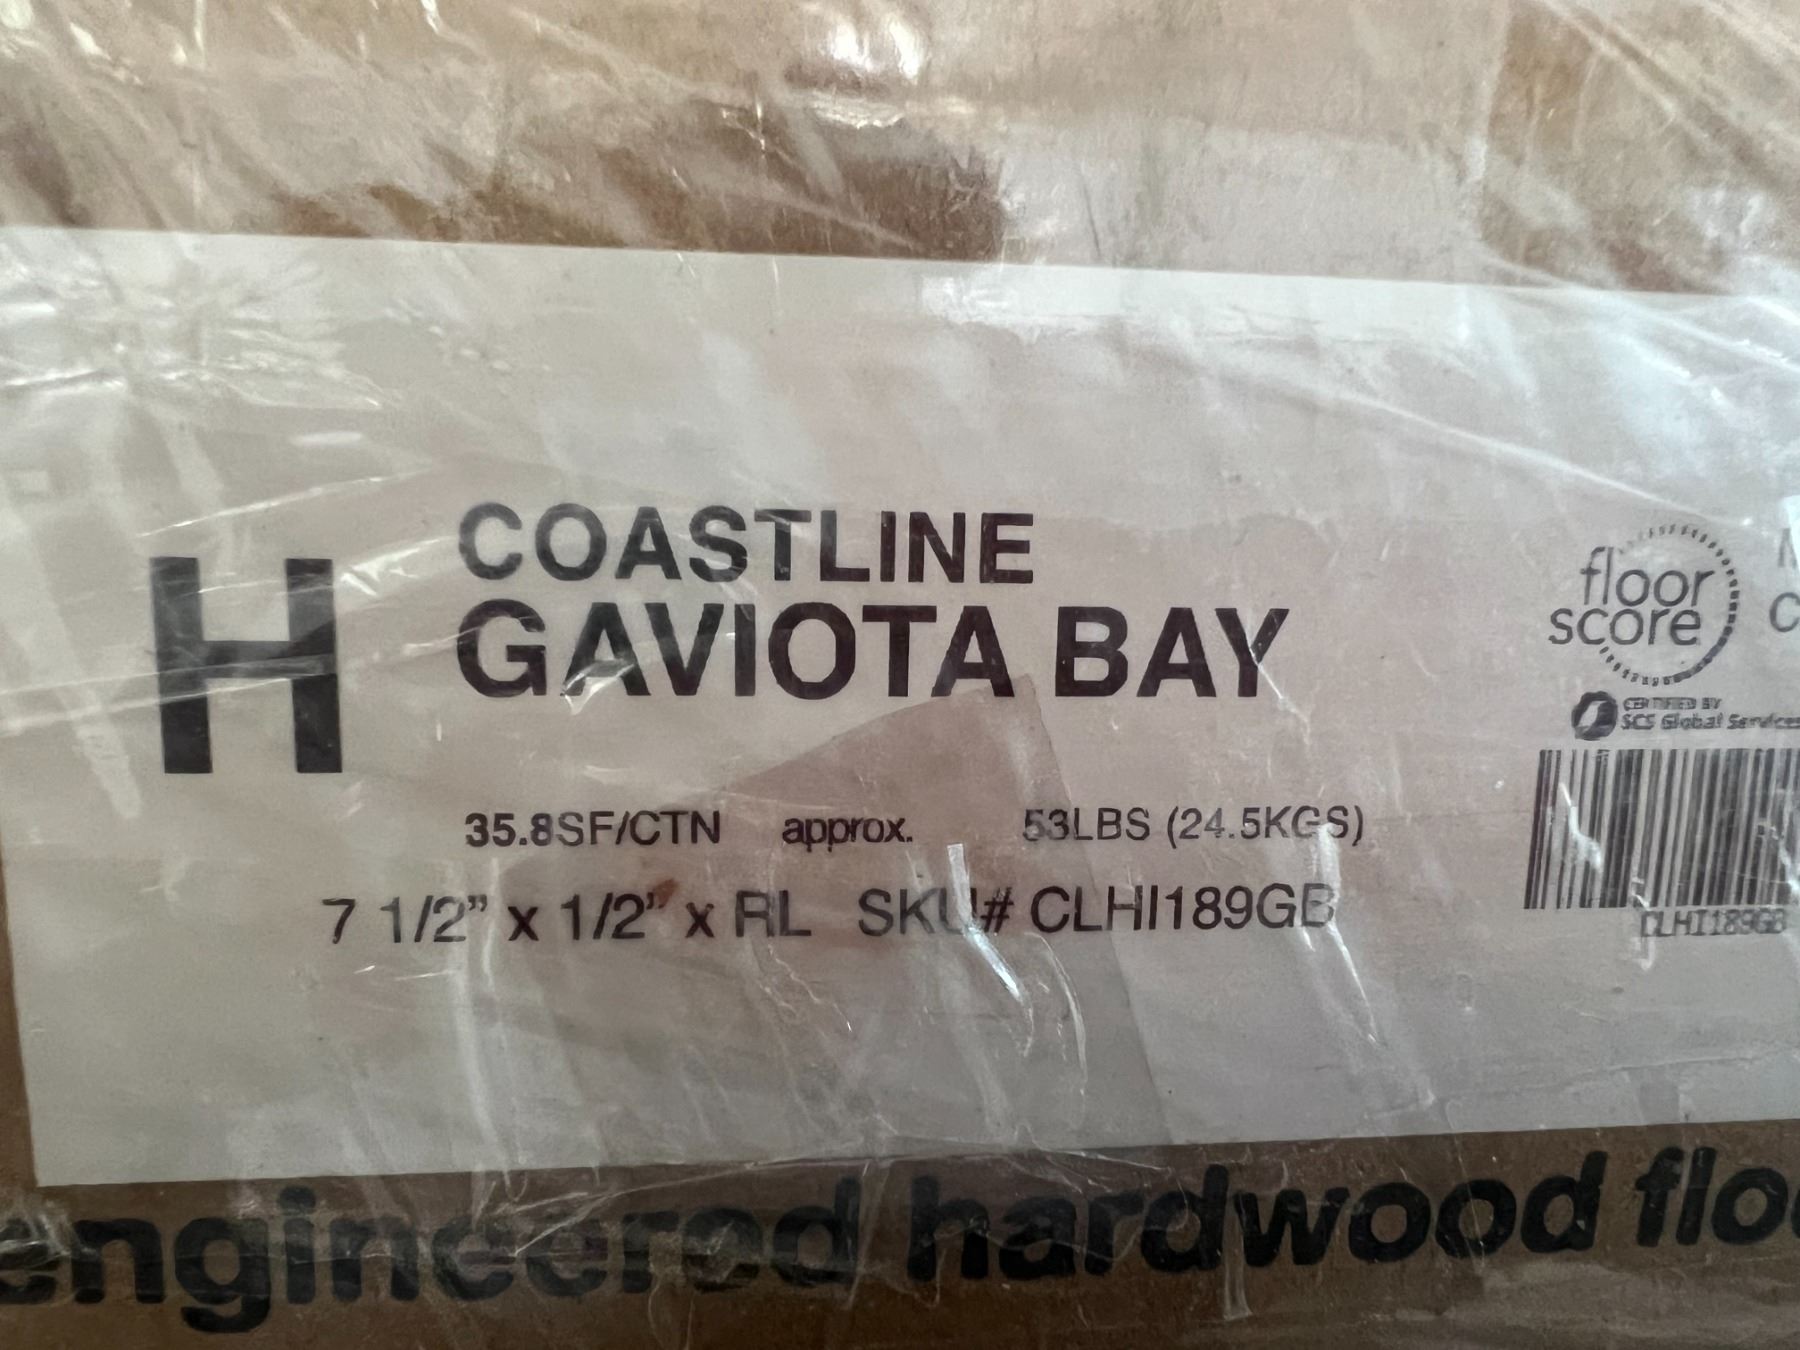 H
COASTLINE
GAVIOTA BAY
35.8SF/CTN approx. 53LBS (24.5KGS)
7 1/2” x 1/2” x RL SKU# CLHI189GB
floor
score
CERTIFIED BY
SCS Global Services
CLHI189GB
engineered hardwood floo